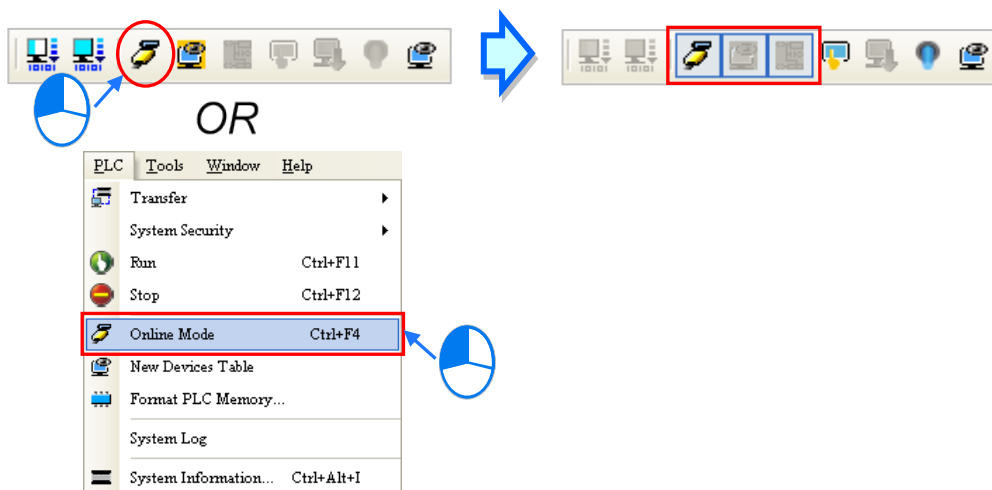 OR
PLC Tools Window Help
Transfer
System Security
Run Ctrl+F11
Stop Ctrl+F12
Online Mode Ctrl+F4
New Devices Table
Format PLC Memory...
System Log
System Information... Ctrl+Alt+I